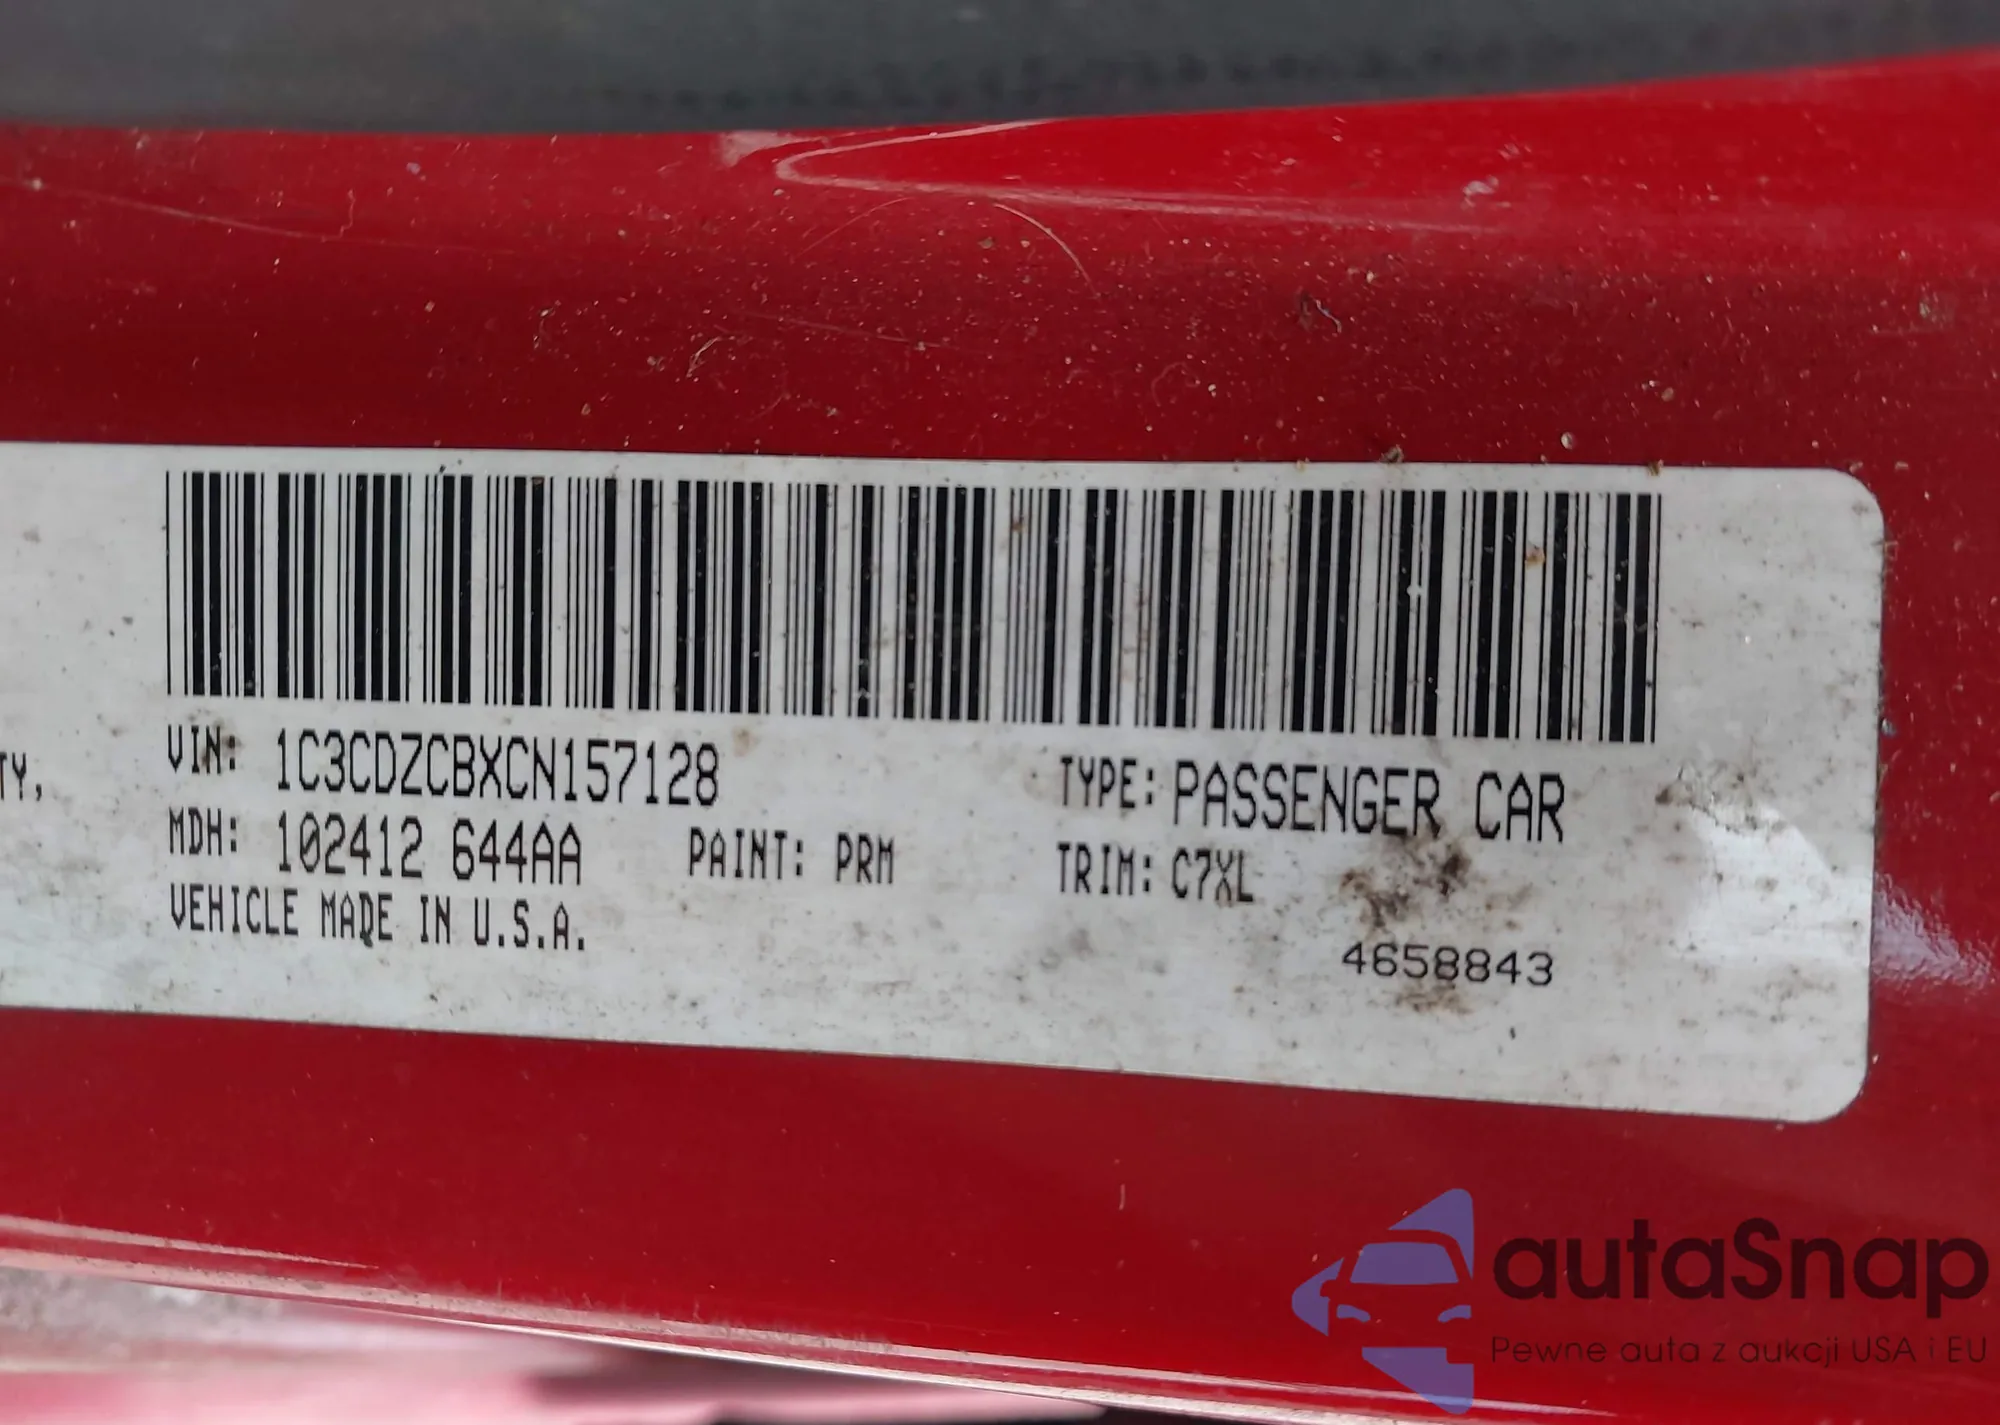 TY,
VIN: 1C3CDZCBXCN157128
TYPE: PASSENGER CAR
MDH: 102412 644AA PAINT: PRM
TRIM: C7XL
VEHICLE MADE IN U.S.A.
4658843
autaSnap
Pewne auta z aukcji USA i EU